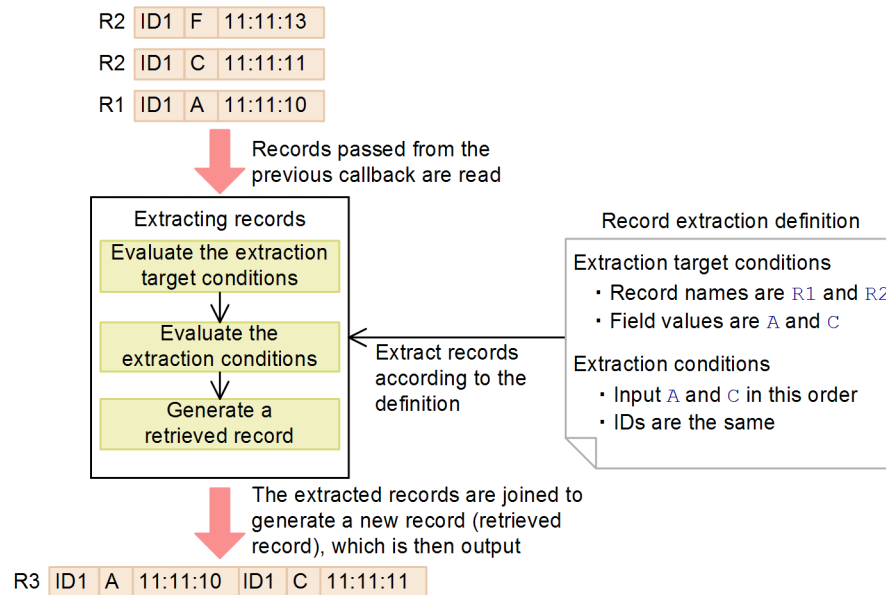 R2 ID1 F 11:11:13
R2 ID1 C 11:11:11
R1 ID1 A 11:11:10
Records passed from the
previous callback are read
Extracting records
Evaluate the extraction
target conditions
Evaluate the
extraction conditions
Generate a
retrieved record
Extract records
according to the
definition
Record extraction definition
Extraction target conditions
・Record names are R1 and R2
・Field values are A and C
Extraction conditions
・Input A and C in this order
・IDs are the same
The extracted records are joined to
generate a new record (retrieved
record), which is then output
R3 ID1 A 11:11:10 ID1 C 11:11:11